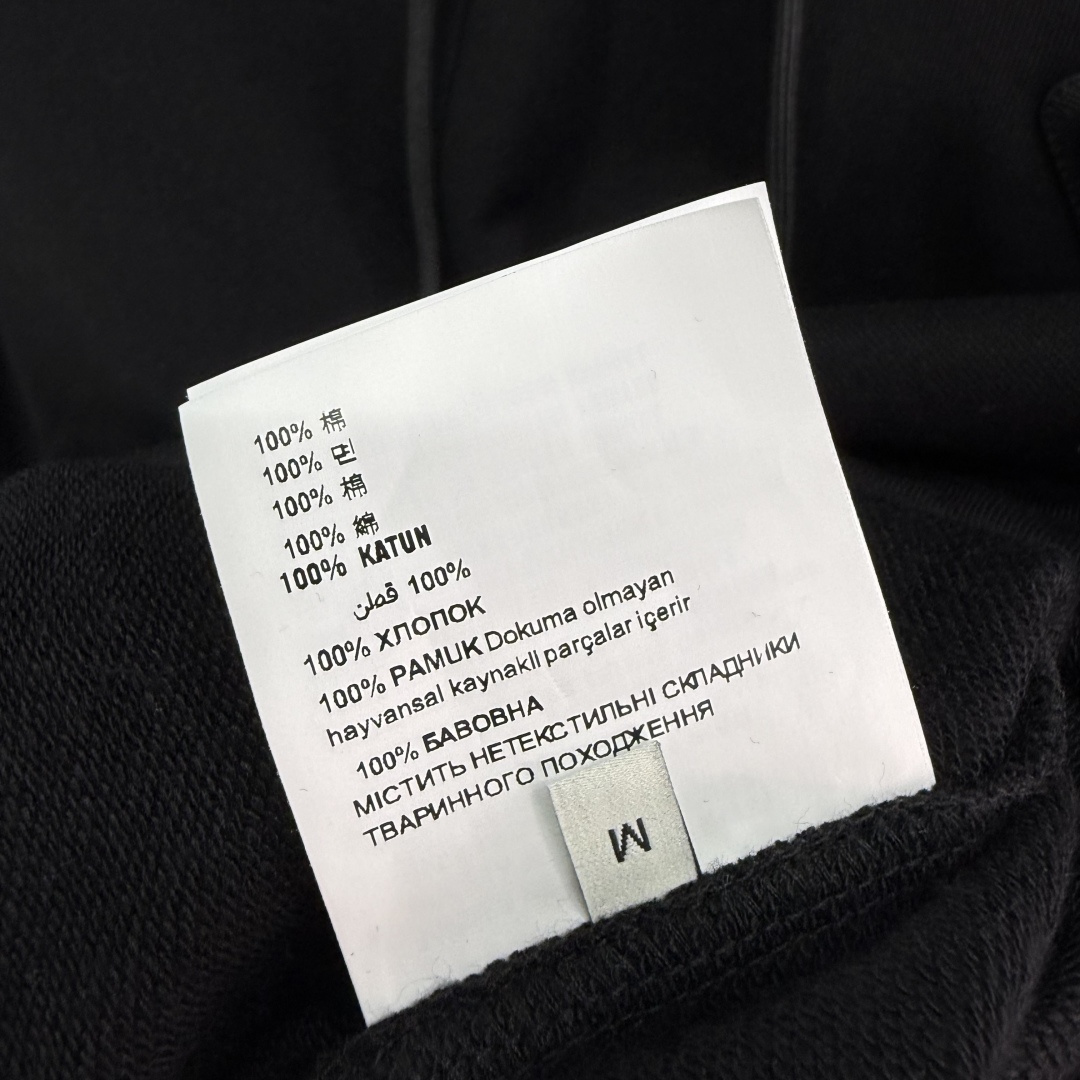 100% 棉
100% 면
100% 棉
100% 綿
100% KATUN
100% قطن
100% ХЛОПОК
100% PAMUK Dokuma olmayan
hayvansal kaynaklı parçalar içerir
100% БАВОВНА
МІСТИТЬ НЕТЕКСТИЛЬНІ СКЛАДНИКИ
ТВАРИННОГО ПОХОДЖЕННЯ
M